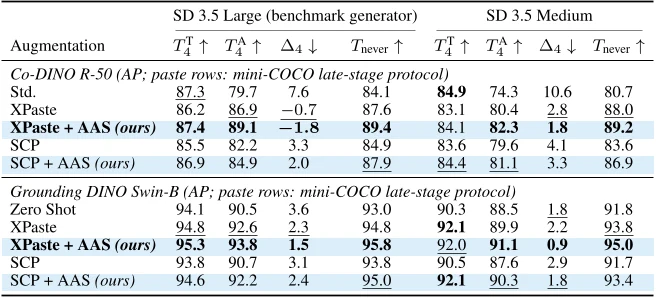 SD 3.5 Large (benchmark generator) SD 3.5 Medium
Augmentation T₄ᵀ ↑ T₄ᴬ ↑ Δ₄ ↓ Tnever ↑ T₄ᵀ ↑ T₄ᴬ ↑ Δ₄ ↓ Tnever ↑
Co-DINO R-50 (AP; paste rows: mini-COCO late-stage protocol)
Std. 87.3 79.7 7.6 84.1 84.9 74.3 10.6 80.7
XPaste 86.2 86.9 −0.7 87.6 83.1 80.4 2.8 88.0
XPaste + AAS (ours) 87.4 89.1 −1.8 89.4 84.1 82.3 1.8 89.2
SCP 85.5 82.2 3.3 84.9 83.6 79.6 4.1 83.6
SCP + AAS (ours) 86.9 84.9 2.0 87.9 84.4 81.1 3.3 86.9
Grounding DINO Swin-B (AP; paste rows: mini-COCO late-stage protocol)
Zero Shot 94.1 90.5 3.6 93.0 90.3 88.5 1.8 91.8
XPaste 94.8 92.6 2.3 94.8 92.1 89.9 2.2 93.8
XPaste + AAS (ours) 95.3 93.8 1.5 95.8 92.0 91.1 0.9 95.0
SCP 93.8 90.7 3.1 93.8 90.5 87.6 2.9 91.7
SCP + AAS (ours) 94.6 92.2 2.4 95.0 92.1 90.3 1.8 93.4